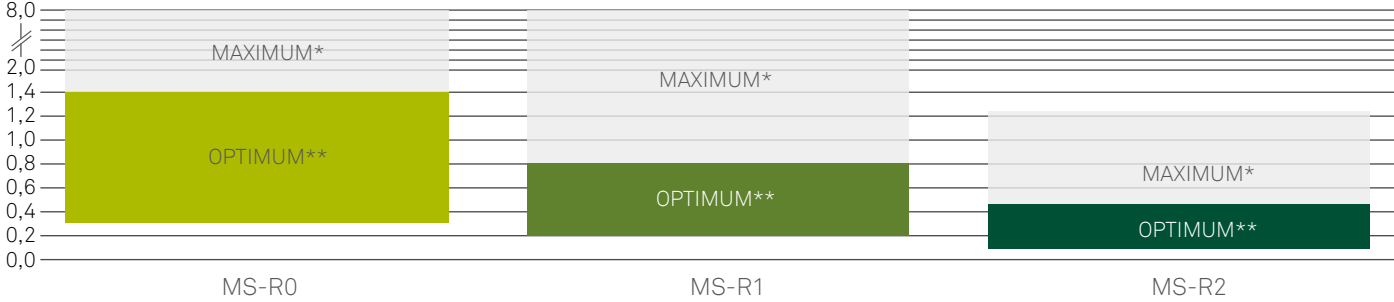 8,0
MAXIMUM*
2,0
MAXIMUM*
1,4
1,2
1,0
OPTIMUM**
0,8
MAXIMUM*
0,6
OPTIMUM**
0,4
OPTIMUM**
0,2
0,0
MS-R0 MS-R1 MS-R2